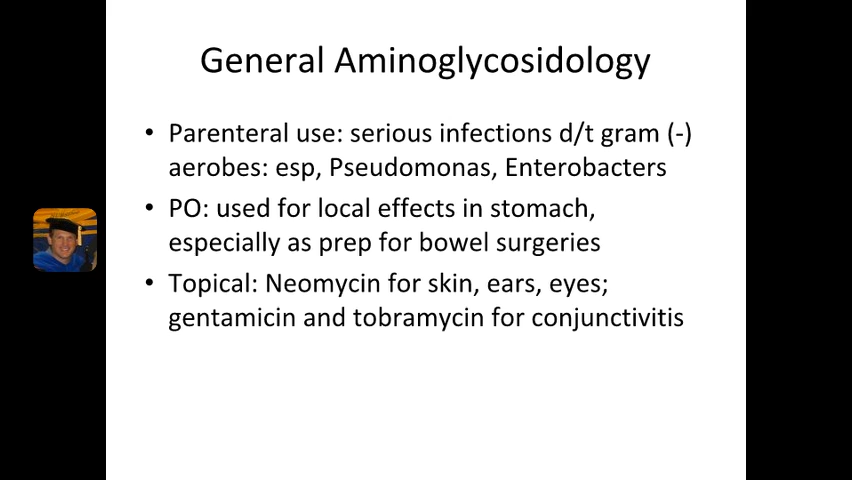 General Aminoglycosidology
• Parenteral use: serious infections d/t gram (-)
aerobes: esp, Pseudomonas, Enterobacters
• PO: used for local effects in stomach,
especially as prep for bowel surgeries
• Topical: Neomycin for skin, ears, eyes;
gentamicin and tobramycin for conjunctivitis